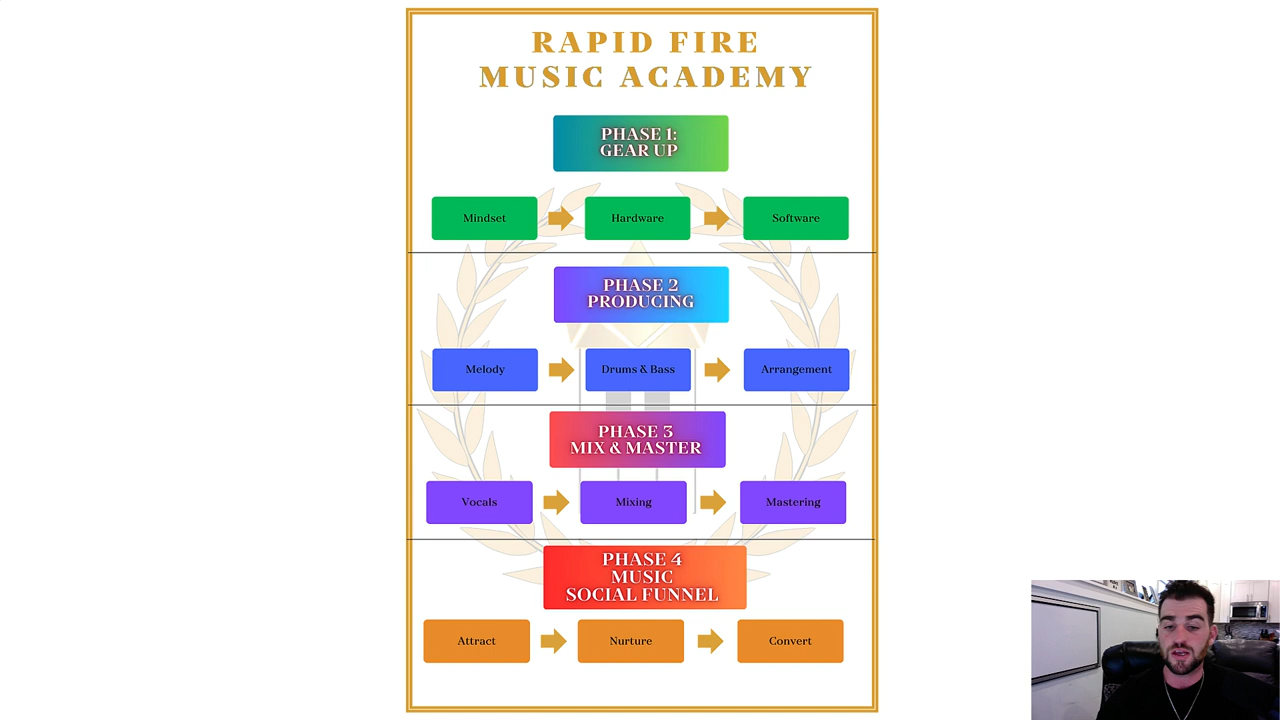 RAPID FIRE
MUSIC ACADEMY
PHASE 1:
GEAR UP
Mindset
Hardware
Software
PHASE 2
PRODUCING
Melody
Drums & Bass
Arrangement
PHASE 3
MIX & MASTER
Vocals
Mixing
Mastering
PHASE 4
MUSIC
SOCIAL FUNNEL
Attract
Nurture
Convert